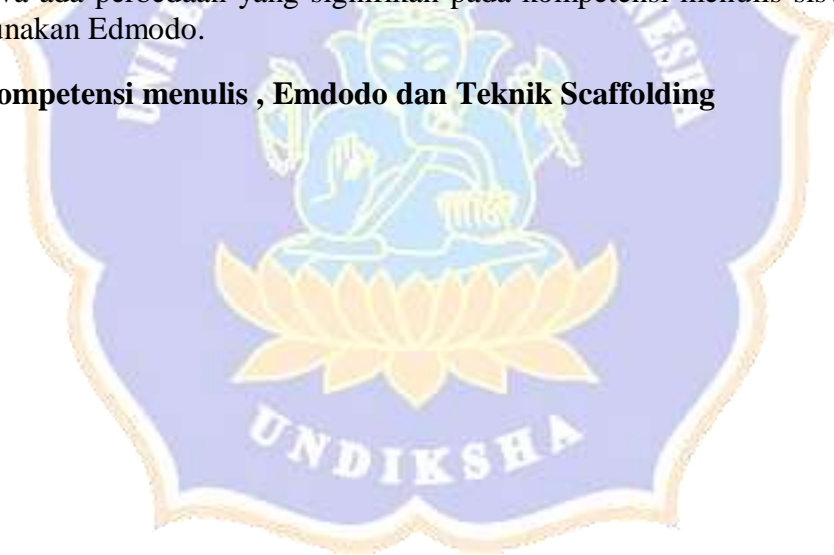 ada perbedaan yang signifikan pada kompetensi menulis
Edmodo.
menulis , Emdodo dan Teknik Scaffolding
UNDIKSHA